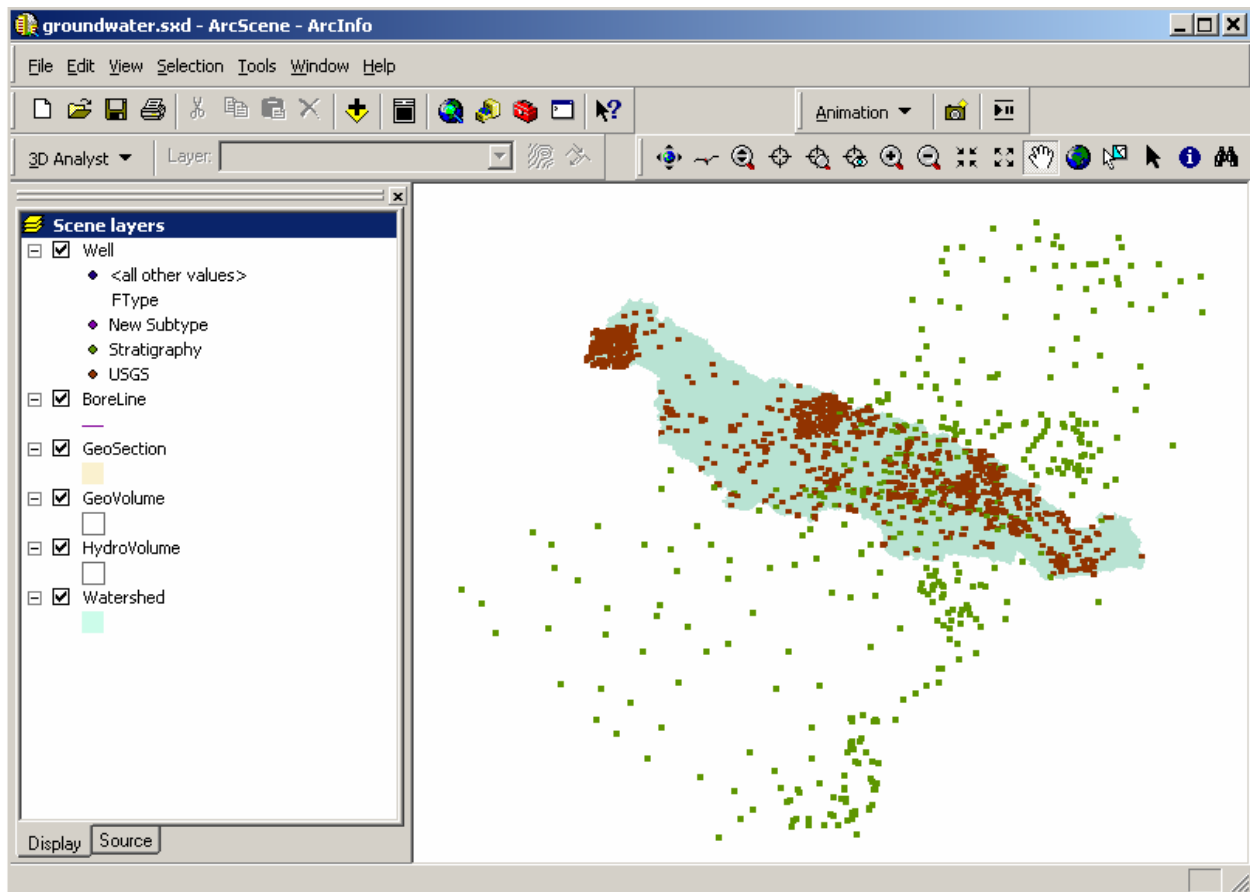 groundwater.sxd - ArcScene - ArcInfo
File Edit View Selection Tools Window Help
Animation
3D Analyst Layer:
Scene layers
Well
<all other values>
FType
New Subtype
Stratigraphy
USGS
BoreLine
GeoSection
GeoVolume
HydroVolume
Watershed
Display Source